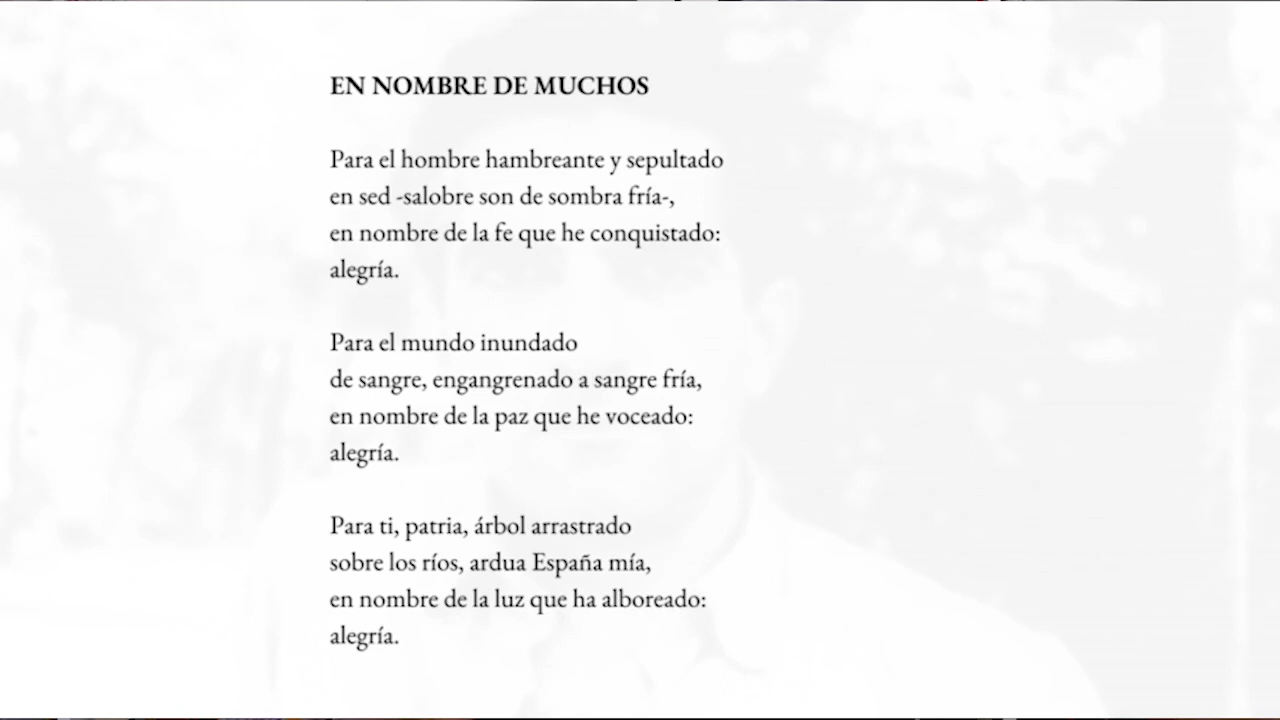 EN NOMBRE DE MUCHOS
Para el hombre hambreante y sepultado
en sed -salobre son de sombra fría-,
en nombre de la fe que he conquistado:
alegría.
Para el mundo inundado
de sangre, engangrenado a sangre fría,
en nombre de la paz que he voceado:
alegría.
Para ti, patria, árbol arrastrado
sobre los ríos, ardua España mía,
en nombre de la luz que ha alboreado:
alegría.